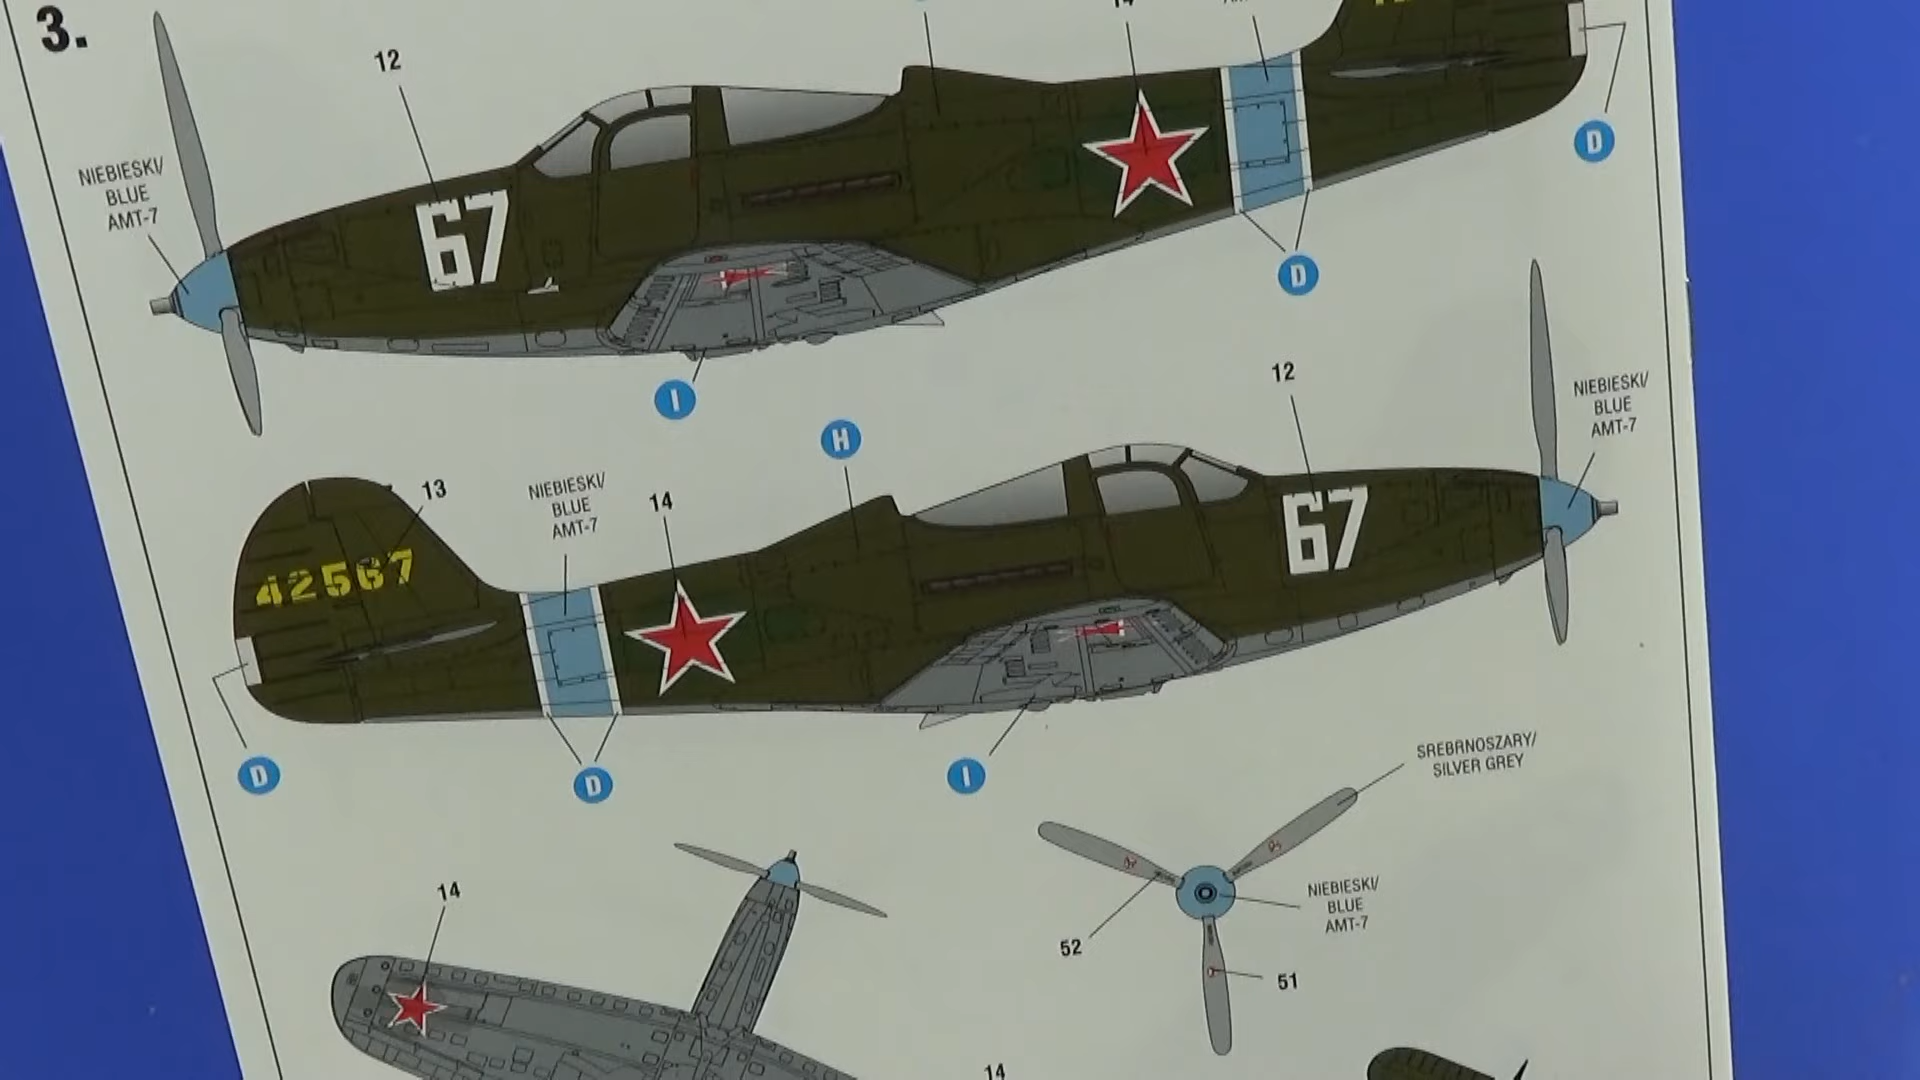 3.
12
14
NIEBIESKI/
BLUE
AMT-7
67
D
D
I
12
NIEBIESKI/
BLUE
AMT-7
H
13
NIEBIESKI/
BLUE
AMT-7
14
67
42567
D
D
I
SREBRNOSZARY/
SILVER GREY
14
NIEBIESKI/
BLUE
AMT-7
52
51
14